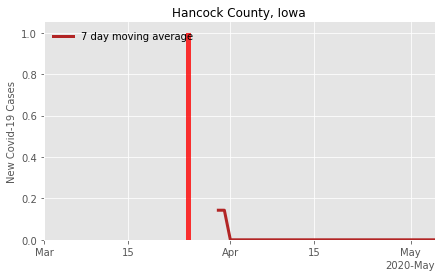 Hancock County, Iowa
7 day moving average
New Covid-19 Cases
1.0
0.8
0.6
0.4
0.2
0.0
Mar
15
Apr
15
May
2020-May